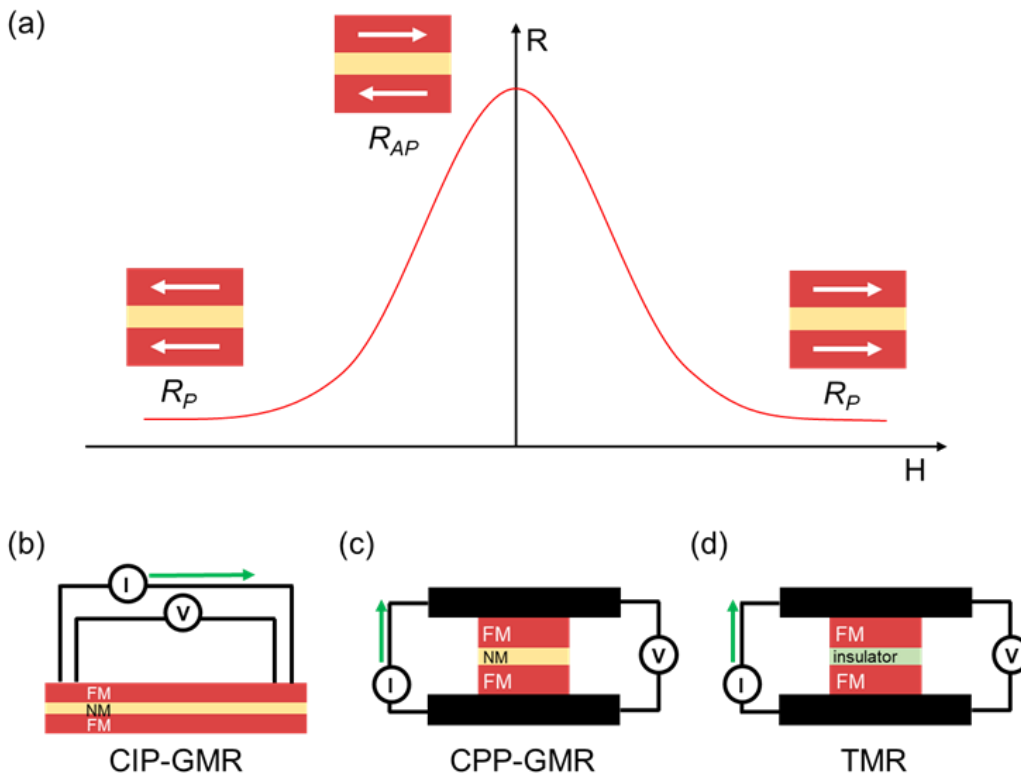 (a)
R
R_AP
R_P
R_P
H
(b)
I
V
FM
NM
FM
CIP-GMR
(c)
FM
NM
FM
I
V
CPP-GMR
(d)
FM
insulator
FM
I
V
TMR